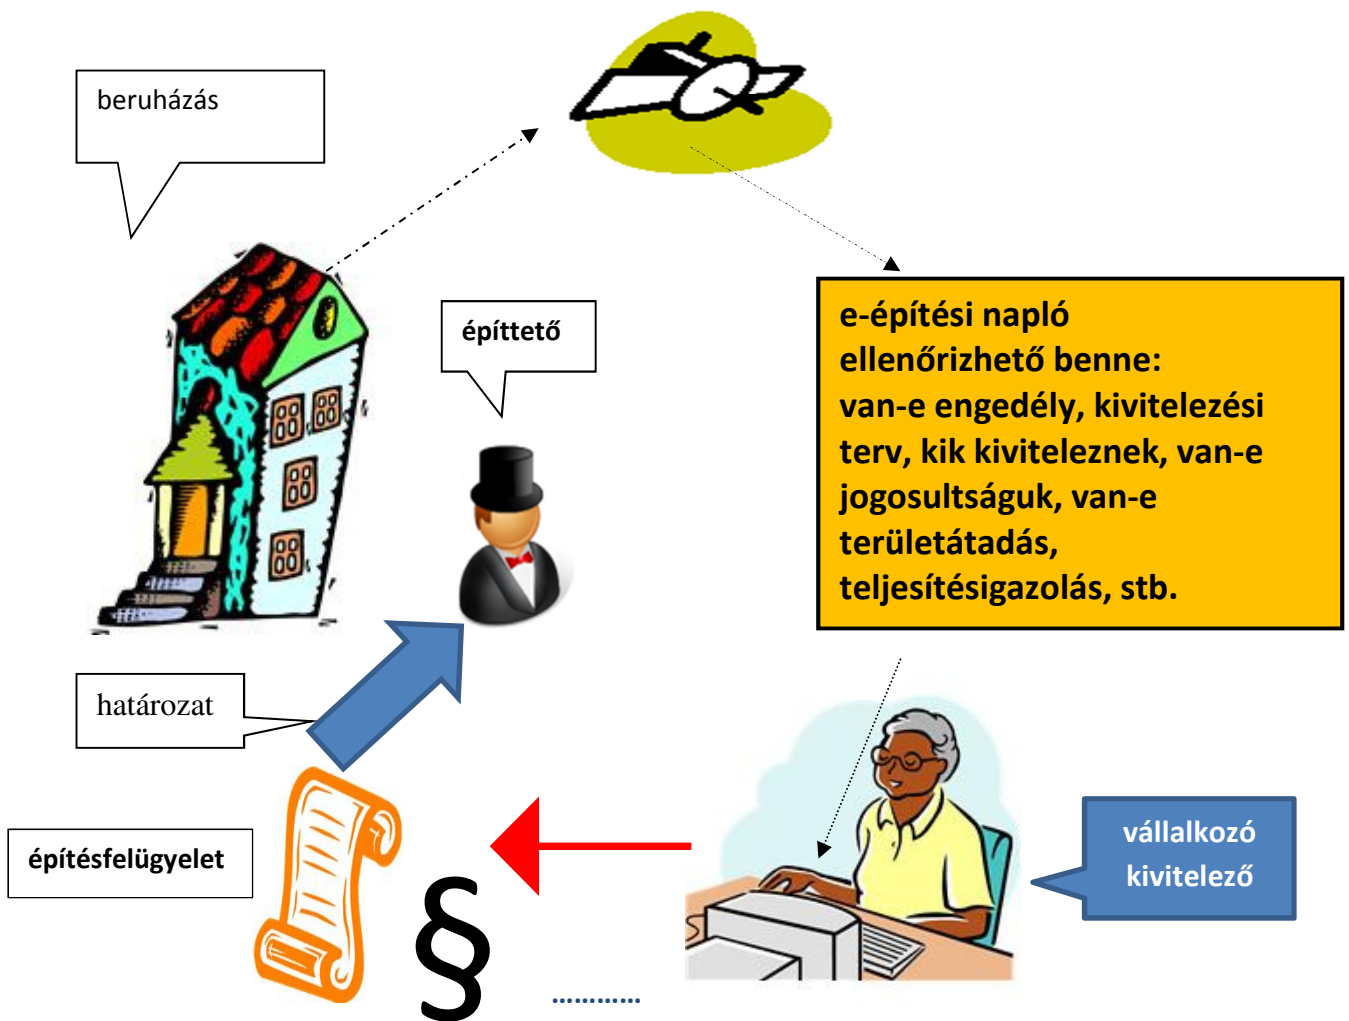 beruházás
építtető
e-építési napló
ellenőrizhető benne:
van-e engedély, kivitelezési
terv, kik kiviteleznek, van-e
jogosultságuk, van-e
területátadás,
teljesítésigazolás, stb.
határozat
építésfelügyelet
vállalkozó
kivitelező
§
............